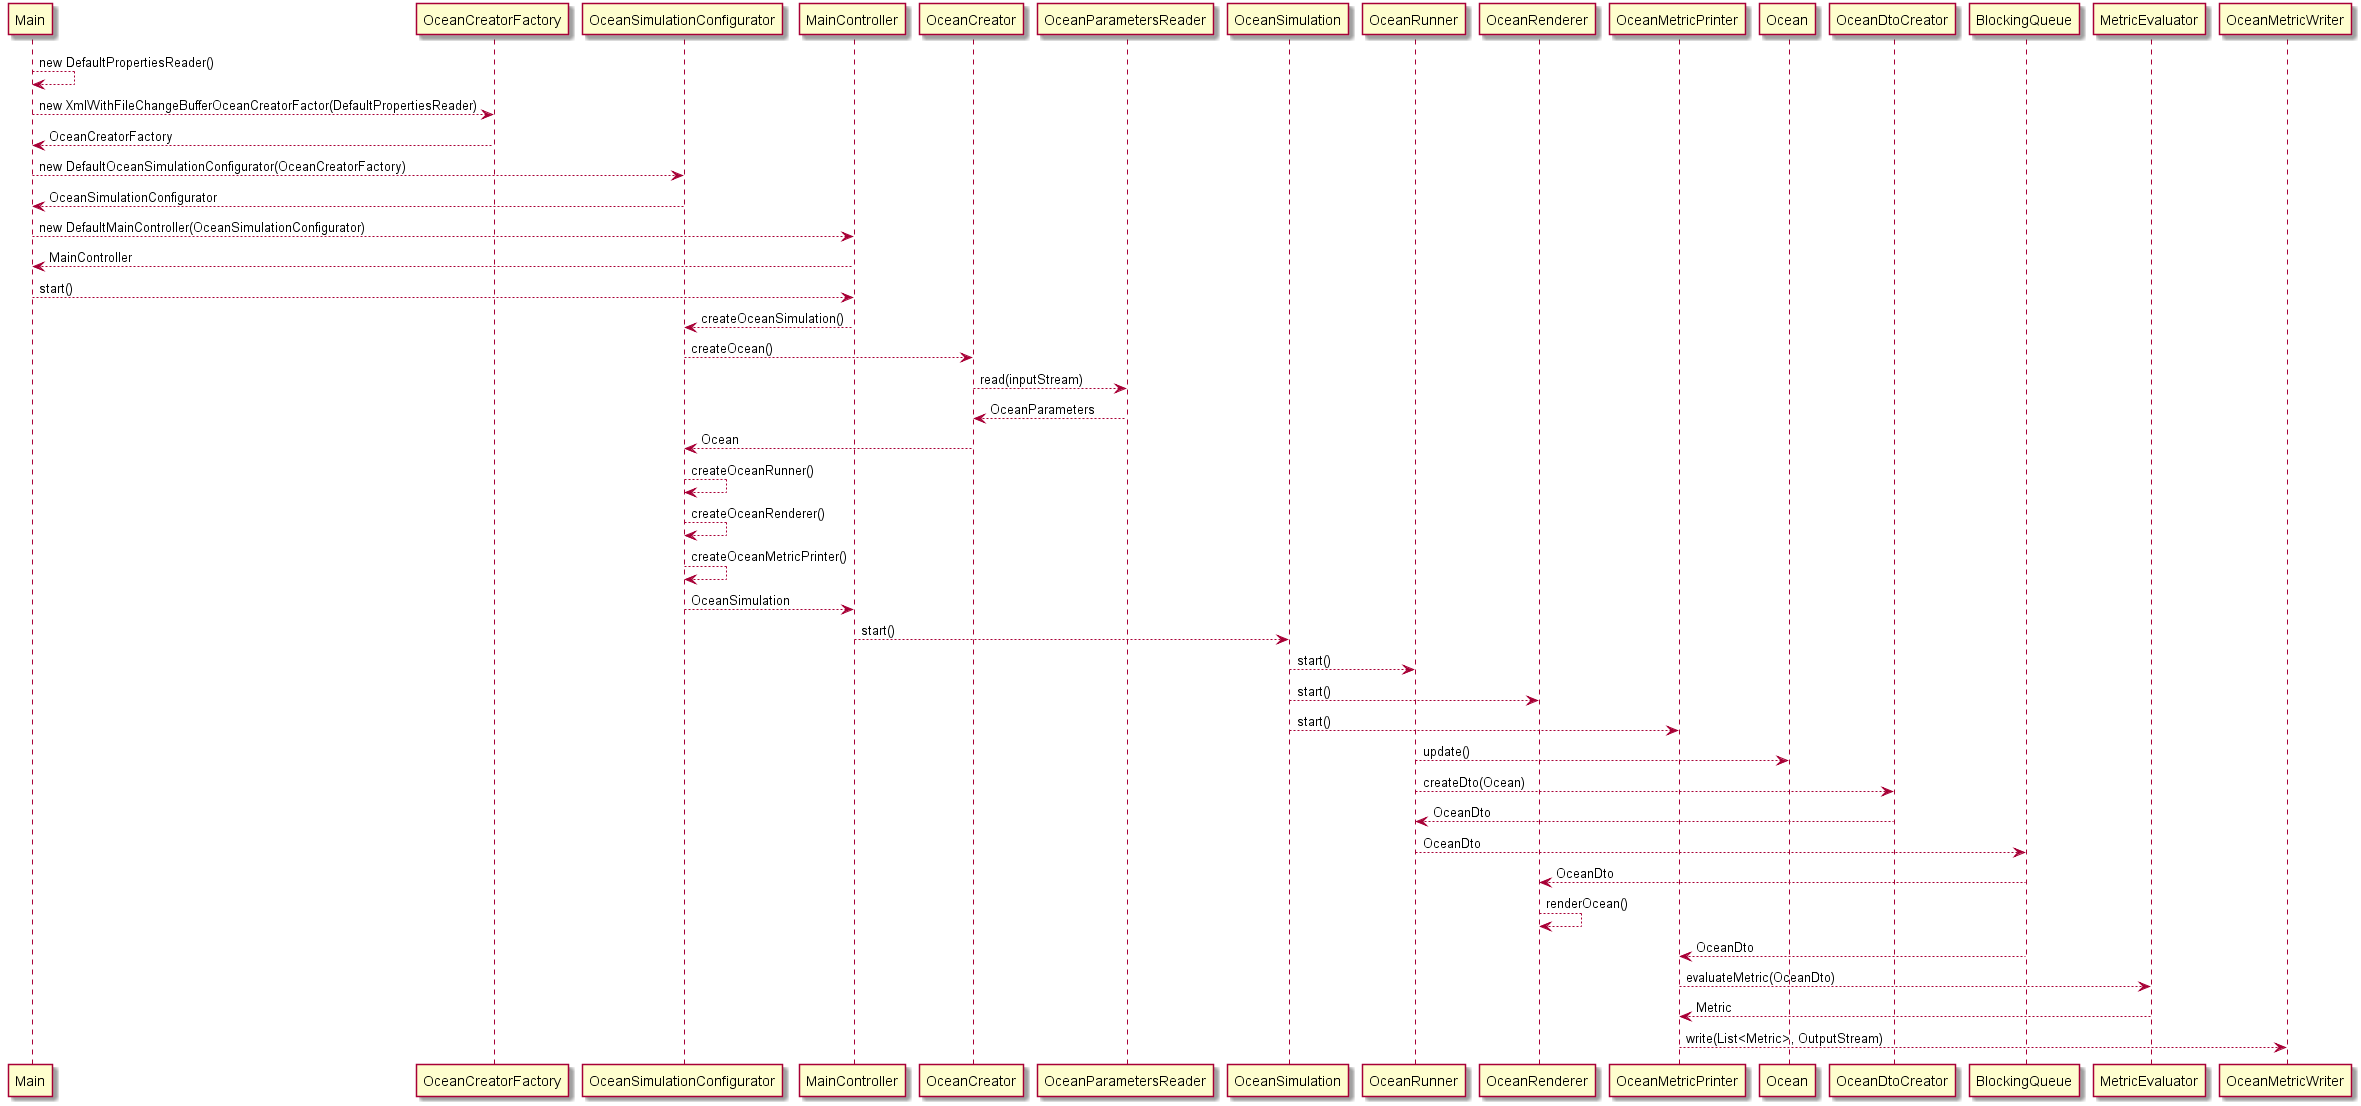 Main OceanCreatorFactory OceanSimulationConfigurator MainController OceanCreator OceanParametersReader OceanSimulation OceanRunner OceanRenderer OceanMetricPrinter Ocean OceanDtoCreator BlockingQueue MetricEvaluator OceanMetricWriter
new DefaultPropertiesReader()
new XmlWithFileChangeBufferOceanCreatorFactor(DefaultPropertiesReader)
OceanCreatorFactory
new DefaultOceanSimulationConfigurator(OceanCreatorFactory)
OceanSimulationConfigurator
new DefaultMainController(OceanSimulationConfigurator)
MainController
start()
createOceanSimulation()
createOcean()
read(inputStream)
OceanParameters
Ocean
createOceanRunner()
createOceanRenderer()
createOceanMetricPrinter()
OceanSimulation
start()
start()
start()
start()
update()
createDto(Ocean)
OceanDto
OceanDto
OceanDto
renderOcean()
OceanDto
evaluateMetric(OceanDto)
Metric
write(List<Metric>, OutputStream)
Main OceanCreatorFactory OceanSimulationConfigurator MainController OceanCreator OceanParametersReader OceanSimulation OceanRunner OceanRenderer OceanMetricPrinter Ocean OceanDtoCreator BlockingQueue MetricEvaluator OceanMetricWriter